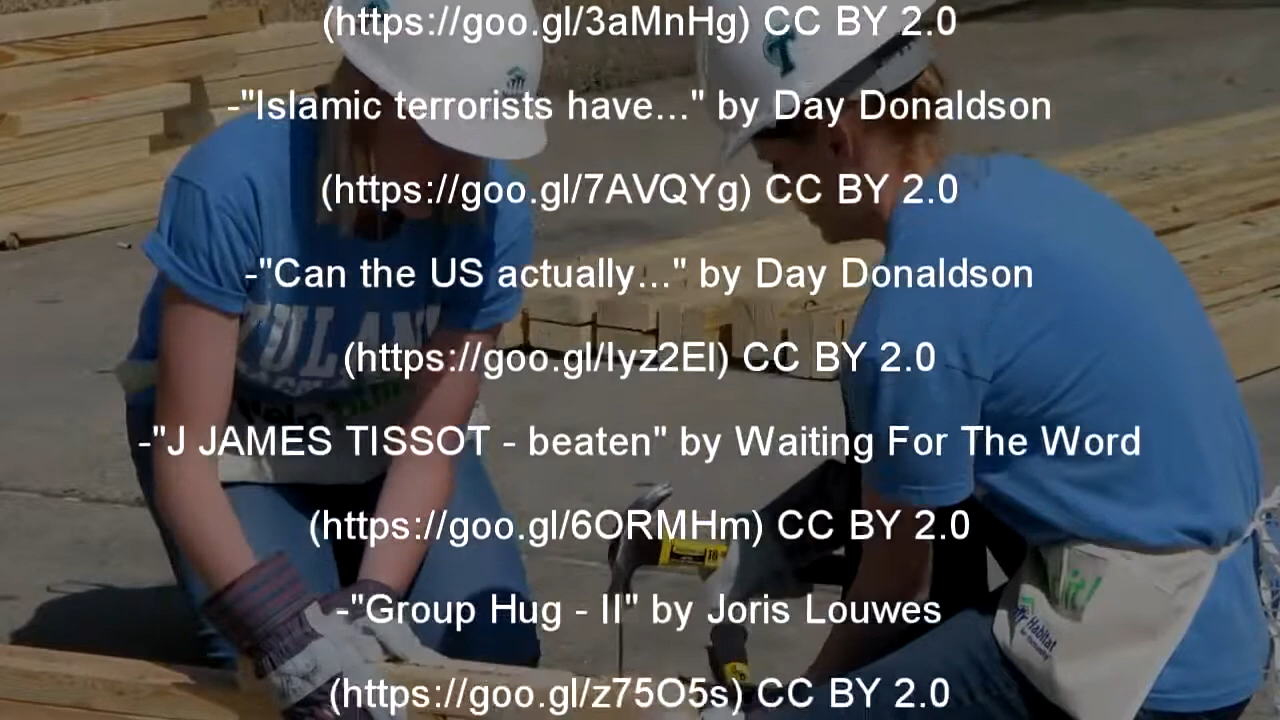 (https://goo.gl/3aMnHg) CC BY 2.0
-"Islamic terrorists have..." by Day Donaldson
(https://goo.gl/7AVQYg) CC BY 2.0
-"Can the US actually..." by Day Donaldson
(https://goo.gl/Iyz2EI) CC BY 2.0
-"J JAMES TISSOT - beaten" by Waiting For The Word
(https://goo.gl/6ORMHm) CC BY 2.0
-"Group Hug - II" by Joris Louwes
(https://goo.gl/z75O5s) CC BY 2.0
Habitat